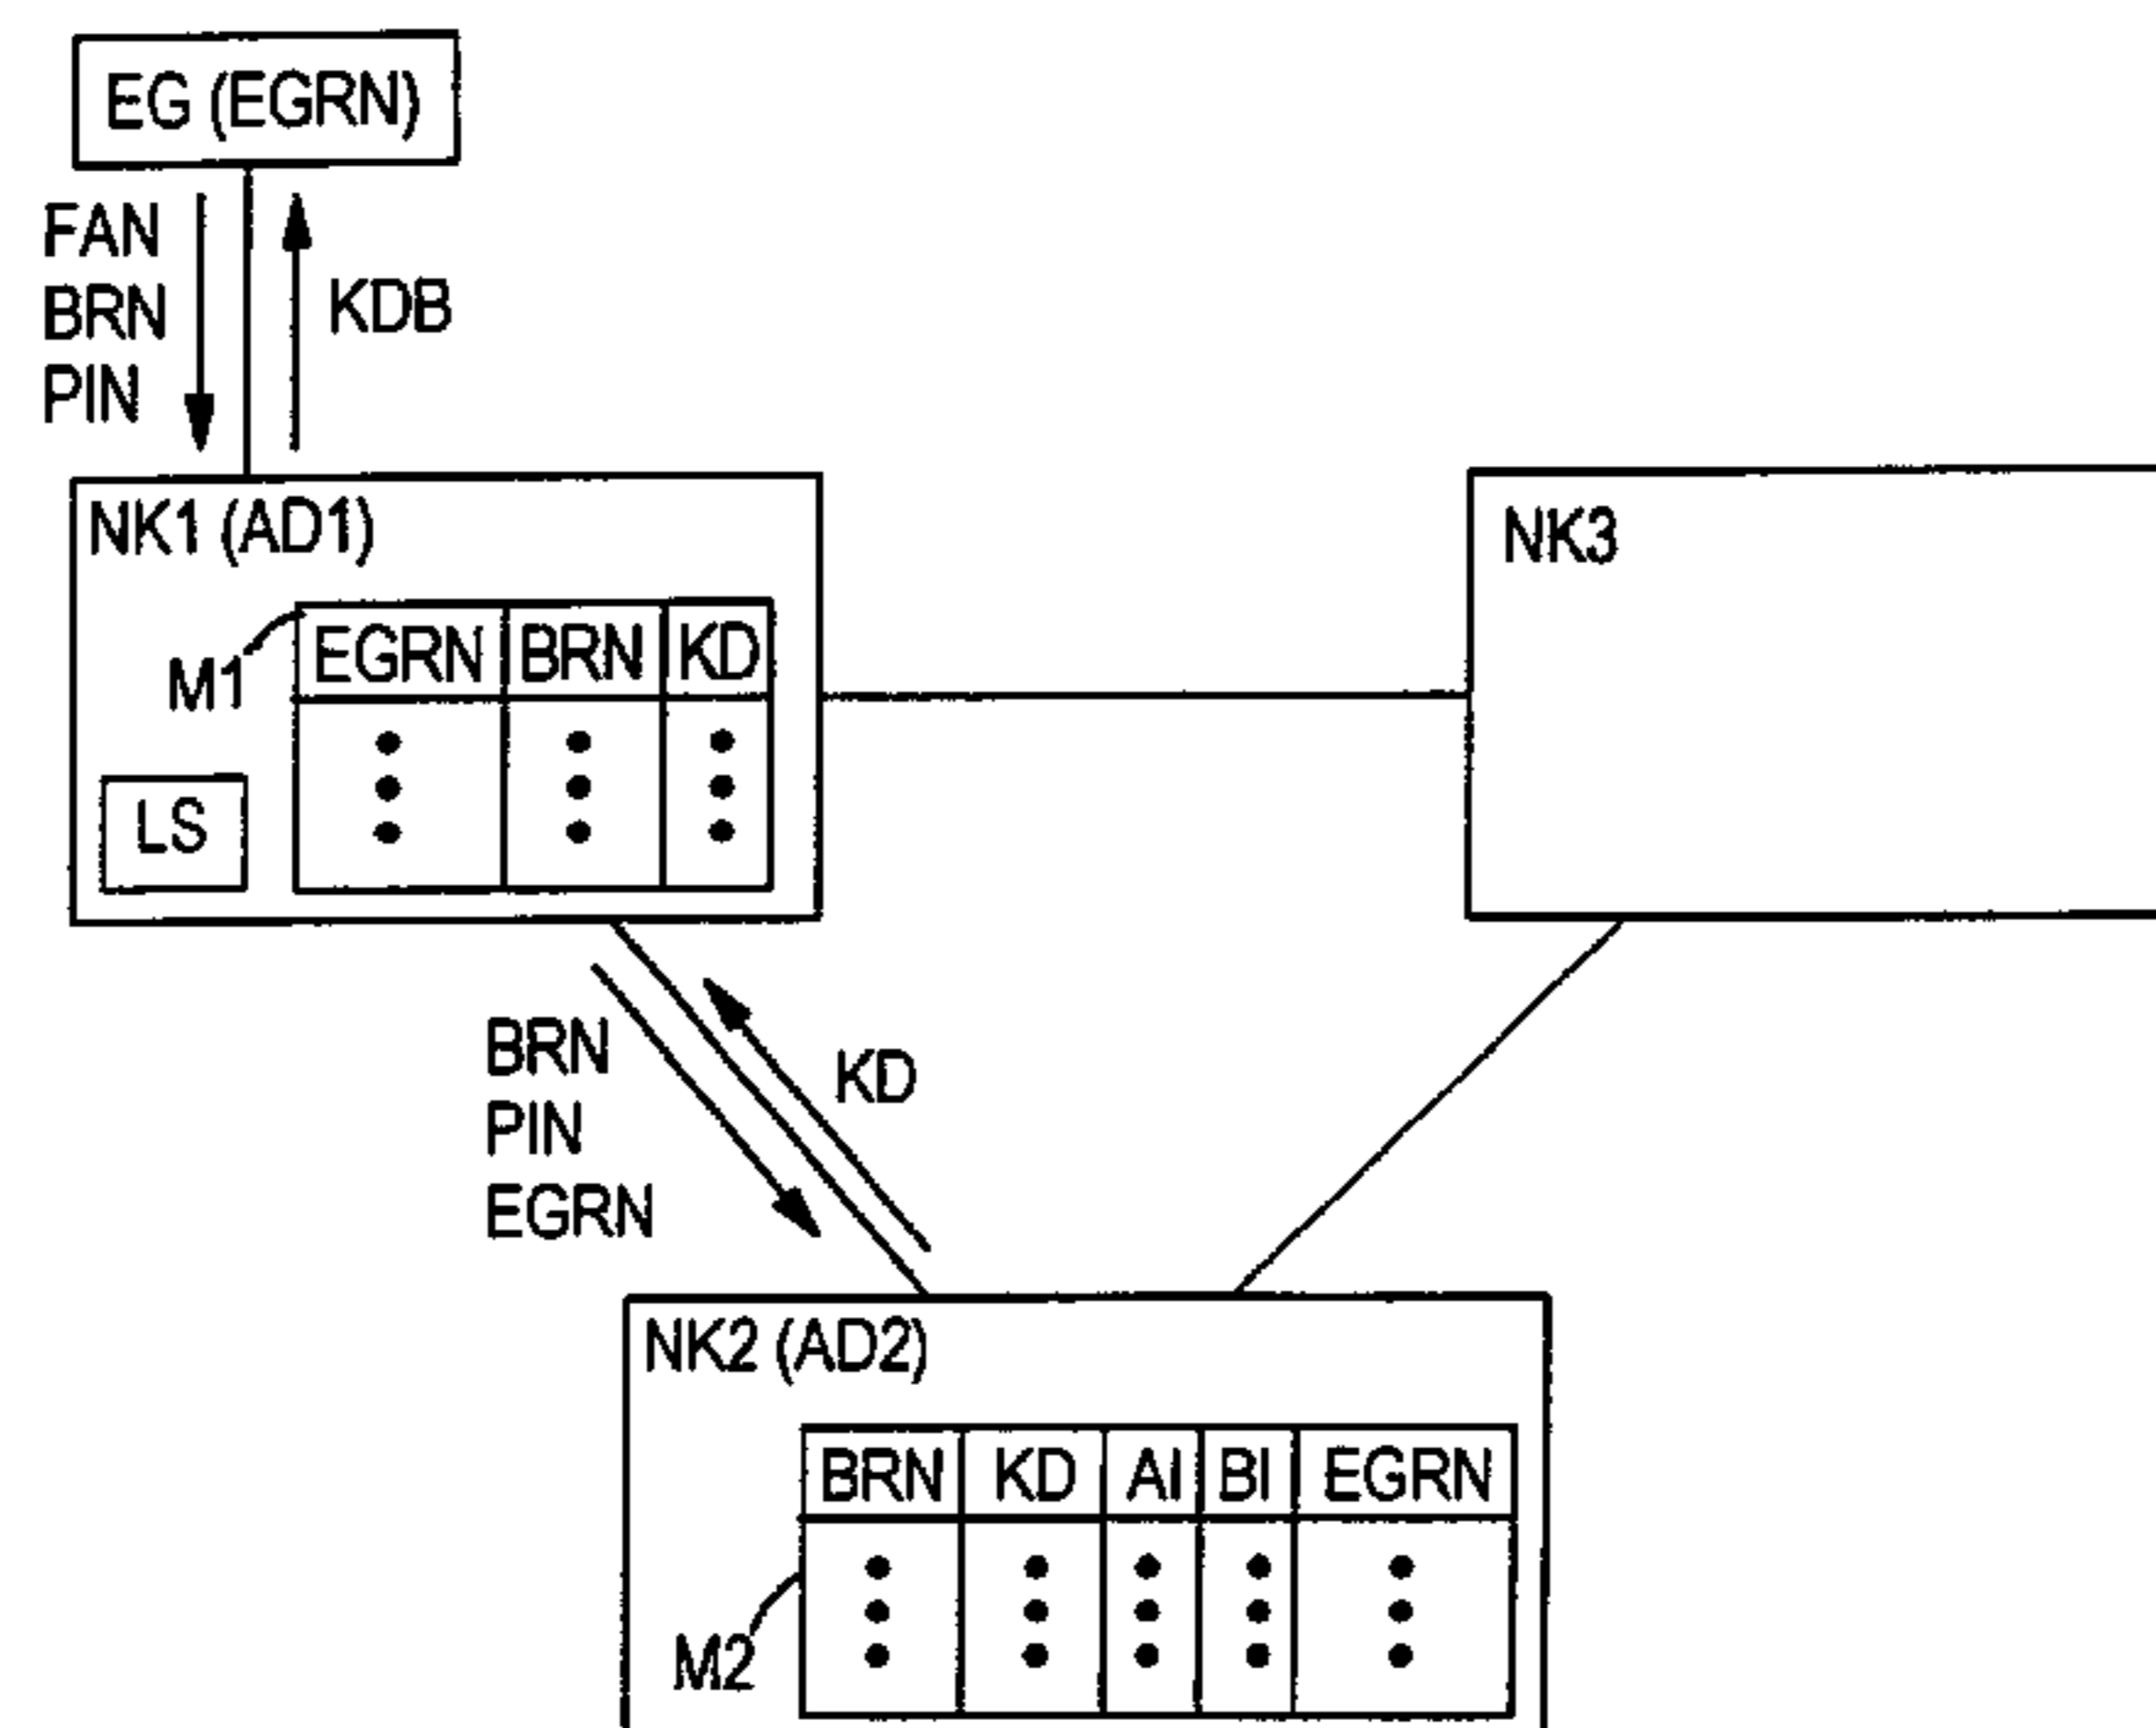 EG (EGRN)
FAN
BRN
PIN
KDB
NK1 (AD1)
M1
EGRN BRN KD
LS
NK3
BRN
PIN
EGRN
KD
NK2 (AD2)
BRN KD AI BI EGRN
M2